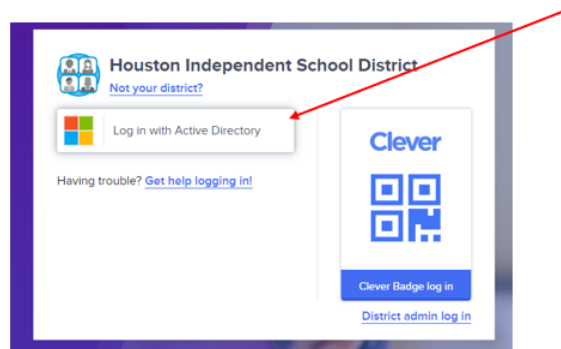 Houston Independent School District
Not your district?
Log in with Active Directory
Having trouble? Get help logging in!
Clever
Clever Badge log in
District admin log in